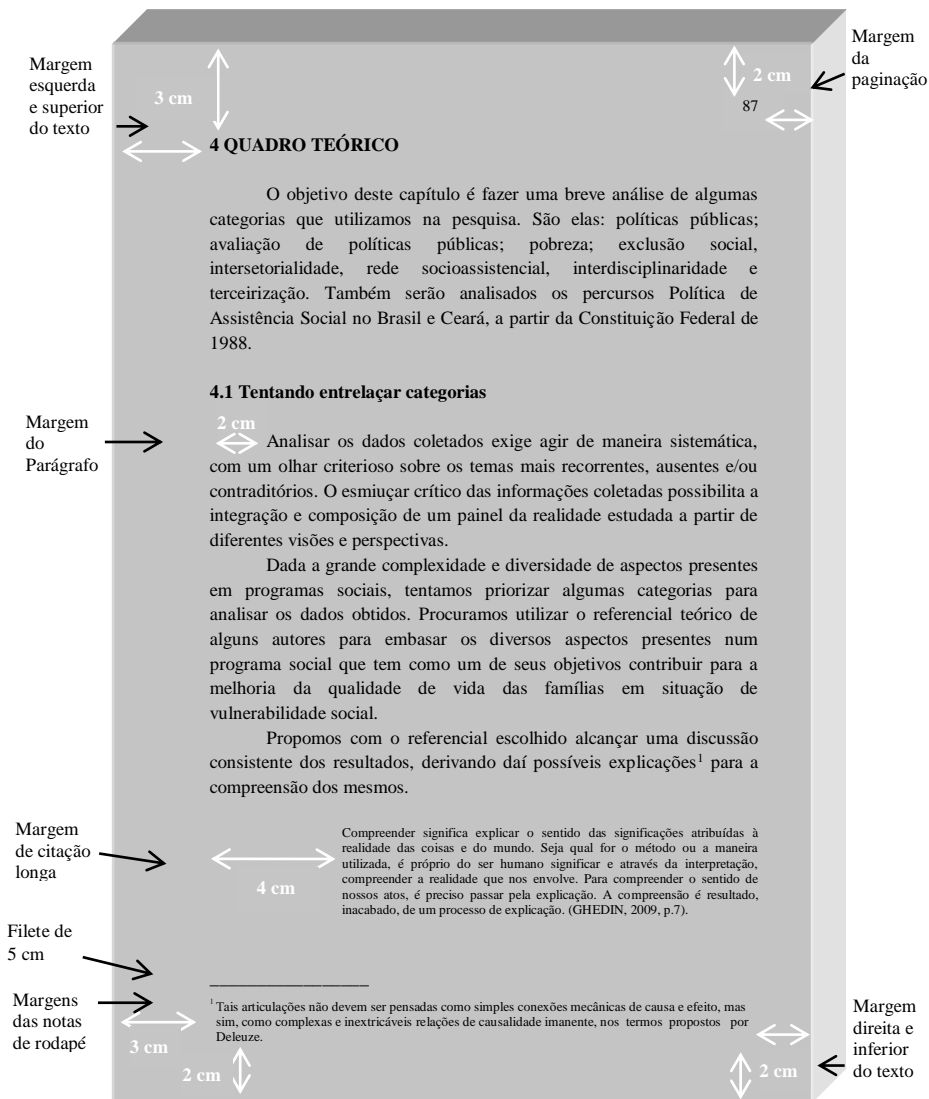 Margem
esquerda
e superior
do texto
3 cm
2 cm
Margem
da
paginação
87
4 QUADRO TEÓRICO
O objetivo deste capítulo é fazer uma breve análise de algumas
categorias que utilizamos na pesquisa. São elas: políticas públicas;
avaliação de políticas públicas; pobreza; exclusão social,
intersetorialidade, rede socioassistencial, interdisciplinaridade e
terceirização. Também serão analisados os percursos Política de
Assistência Social no Brasil e Ceará, a partir da Constituição Federal de
1988.
4.1 Tentando entrelaçar categorias
Margem
do
Parágrafo
2 cm
Analisar os dados coletados exige agir de maneira sistemática,
com um olhar criterioso sobre os temas mais recorrentes, ausentes e/ou
contraditórios. O esmiuçar crítico das informações coletadas possibilita a
integração e composição de um painel da realidade estudada a partir de
diferentes visões e perspectivas.
Dada a grande complexidade e diversidade de aspectos presentes
em programas sociais, tentamos priorizar algumas categorias para
analisar os dados obtidos. Procuramos utilizar o referencial teórico de
alguns autores para embasar os diversos aspectos presentes num
programa social que tem como um de seus objetivos contribuir para a
melhoria da qualidade de vida das famílias em situação de
vulnerabilidade social.
Propomos com o referencial escolhido alcançar uma discussão
consistente dos resultados, derivando daí possíveis explicações¹ para a
compreensão dos mesmos.
Margem
de citação
longa
4 cm
Compreender significa explicar o sentido das significações atribuídas à
realidade das coisas e do mundo. Seja qual for o método ou a maneira
utilizada, é próprio do ser humano significar e através da interpretação,
compreender a realidade que nos envolve. Para compreender o sentido de
nossos atos, é preciso passar pela explicação. A compreensão é resultado,
inacabado, de um processo de explicação. (GHEDIN, 2009, p.7).
Filete de
5 cm
Margens
das notas
de rodapé
¹ Tais articulações não devem ser pensadas como simples conexões mecânicas de causa e efeito, mas
sim, como complexas e inextricáveis relações de causalidade imanente, nos termos propostos por
Deleuze.
3 cm
2 cm
2 cm
Margem
direita e
inferior
do texto